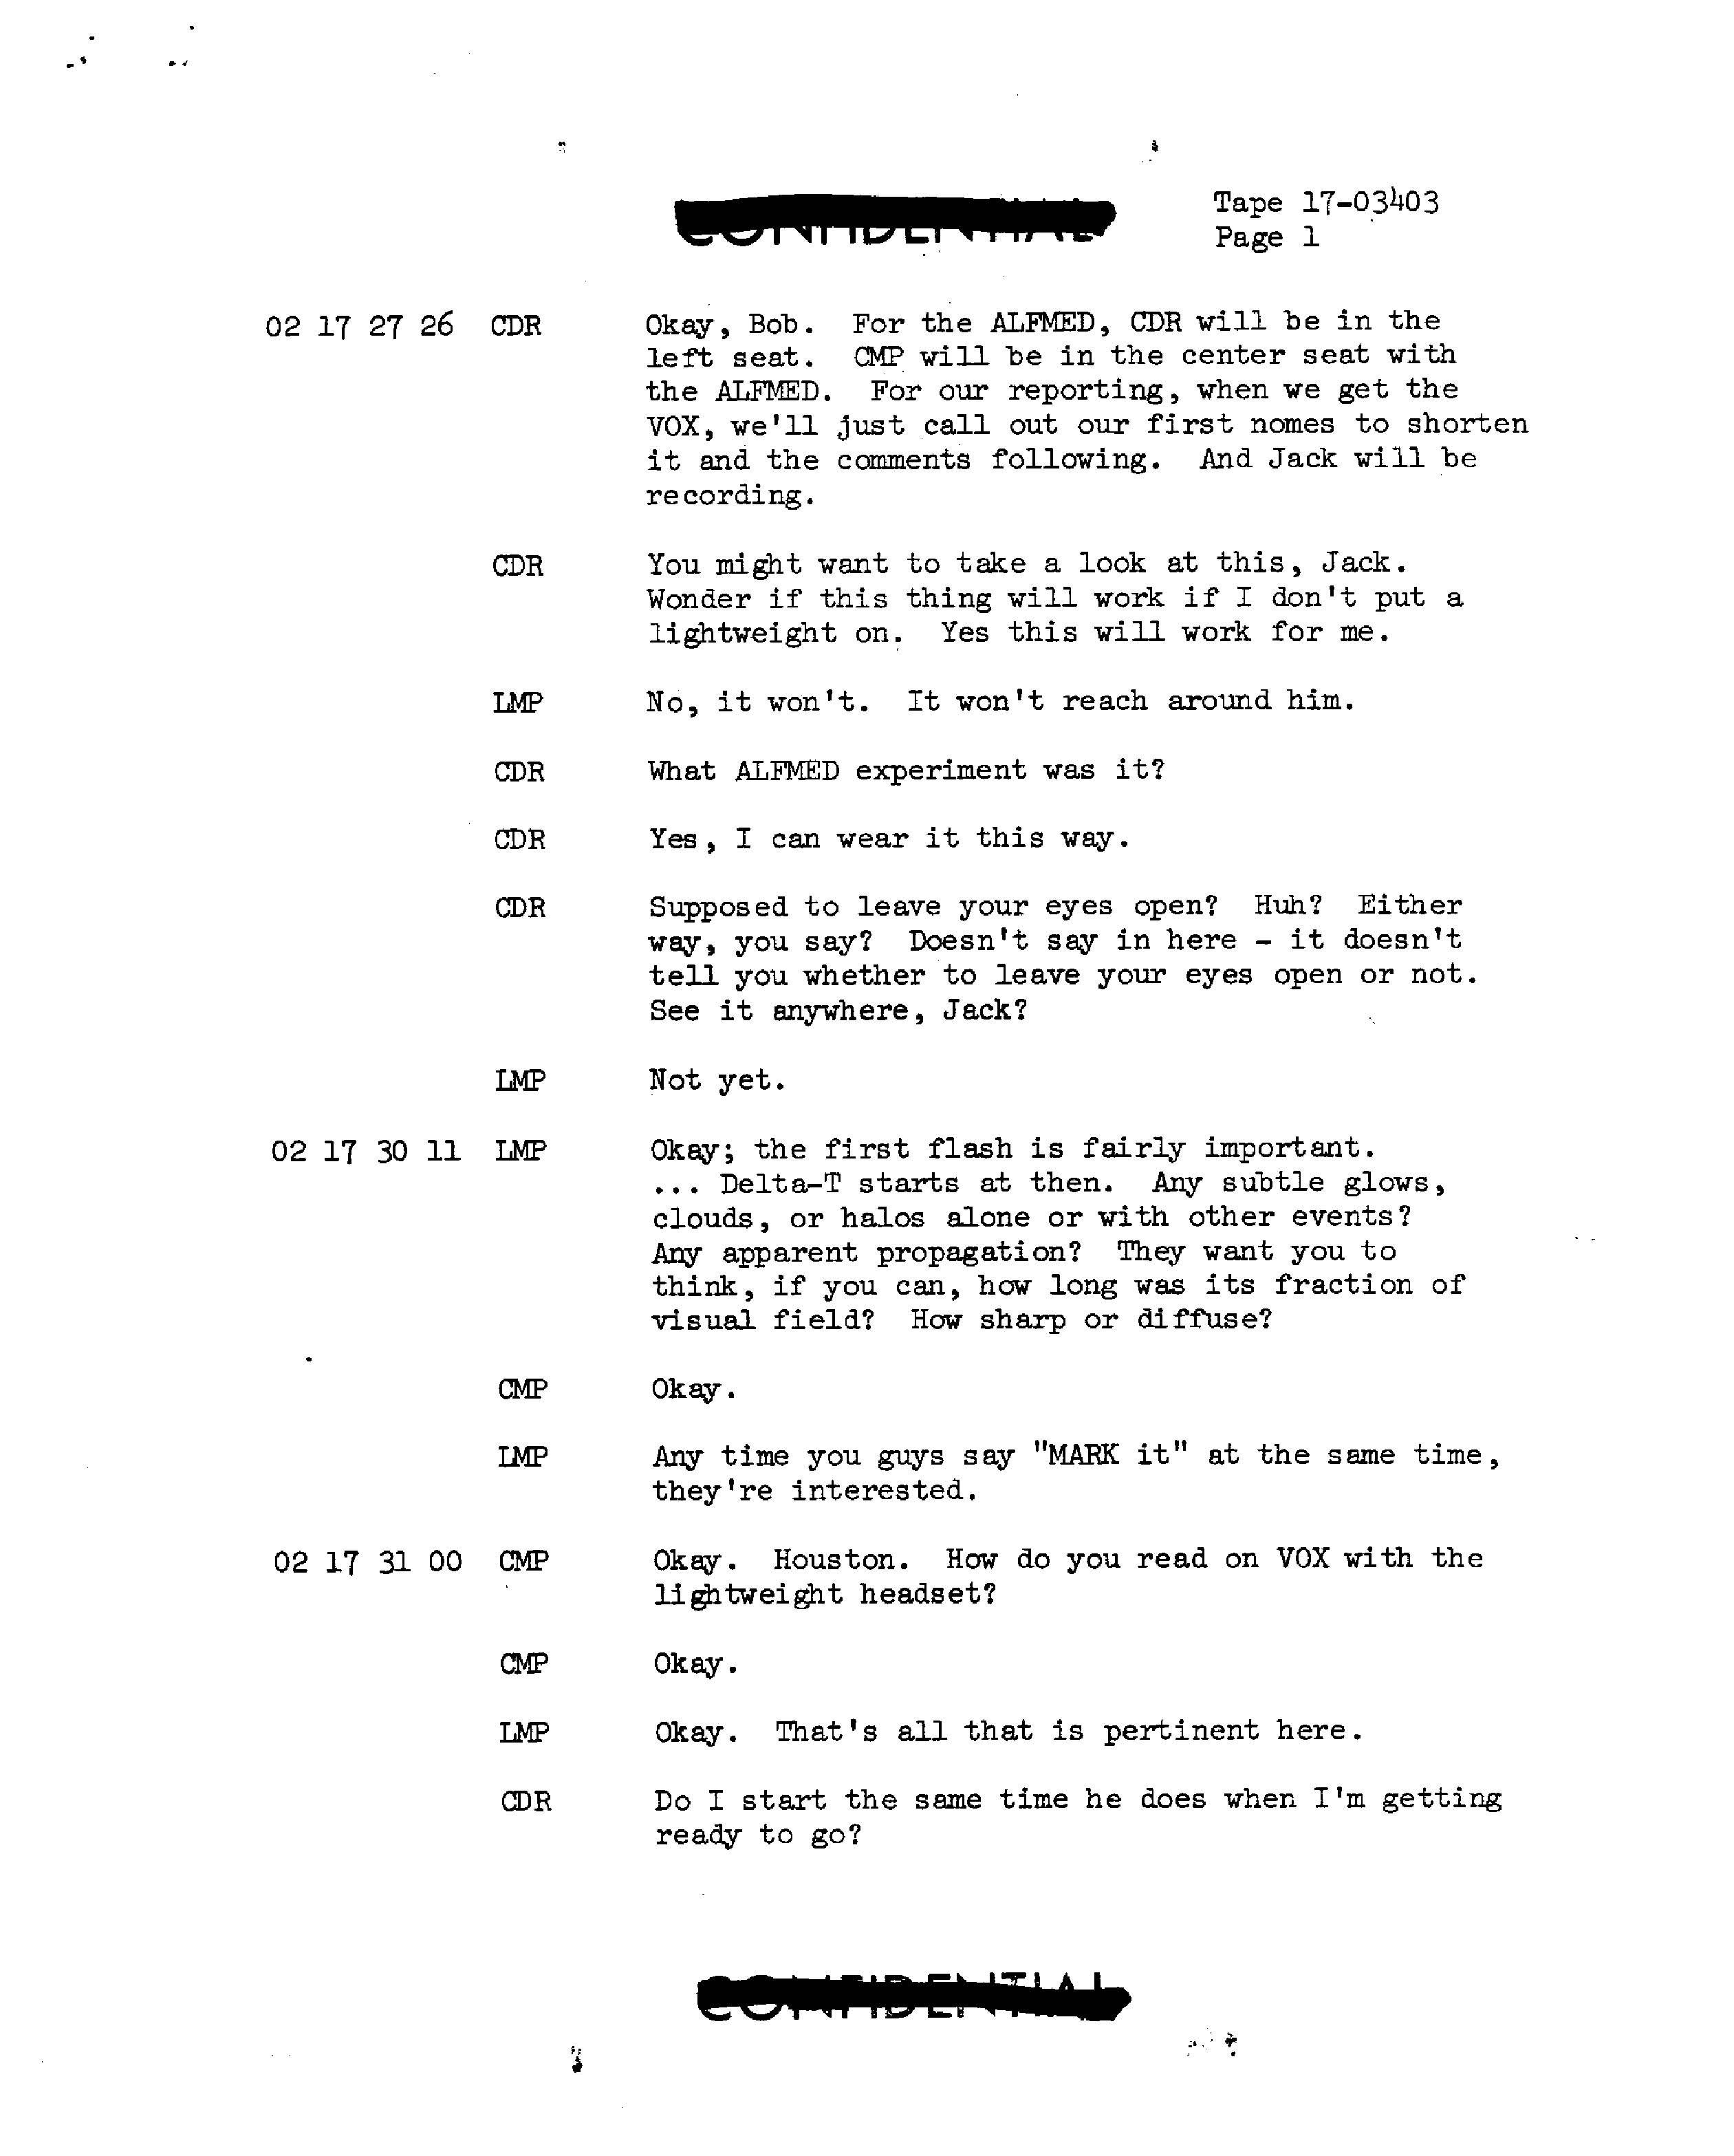 CONFIDENTIAL
Tape 17-03403
Page 1
02 17 27 26 CDR Okay, Bob. For the ALFMED, CDR will be in the
left seat. CMP will be in the center seat with
the ALFMED. For our reporting, when we get the
VOX, we'll just call out our first nomes to shorten
it and the comments following. And Jack will be
recording.
CDR You might want to take a look at this, Jack.
Wonder if this thing will work if I don't put a
lightweight on. Yes this will work for me.
LMP No, it won't. It won't reach around him.
CDR What ALFMED experiment was it?
CDR Yes, I can wear it this way.
CDR Supposed to leave your eyes open? Huh? Either
way, you say? Doesn't say in here - it doesn't
tell you whether to leave your eyes open or not.
See it anywhere, Jack?
LMP Not yet.
02 17 30 11 LMP Okay; the first flash is fairly important.
... Delta-T starts at then. Any subtle glows,
clouds, or halos alone or with other events?
Any apparent propagation? They want you to
think, if you can, how long was its fraction of
visual field? How sharp or diffuse?
CMP Okay.
LMP Any time you guys say "MARK it" at the same time,
they're interested.
02 17 31 00 CMP Okay. Houston. How do you read on VOX with the
lightweight headset?
CMP Okay.
LMP Okay. That's all that is pertinent here.
CDR Do I start the same time he does when I'm getting
ready to go?
CONFIDENTIAL